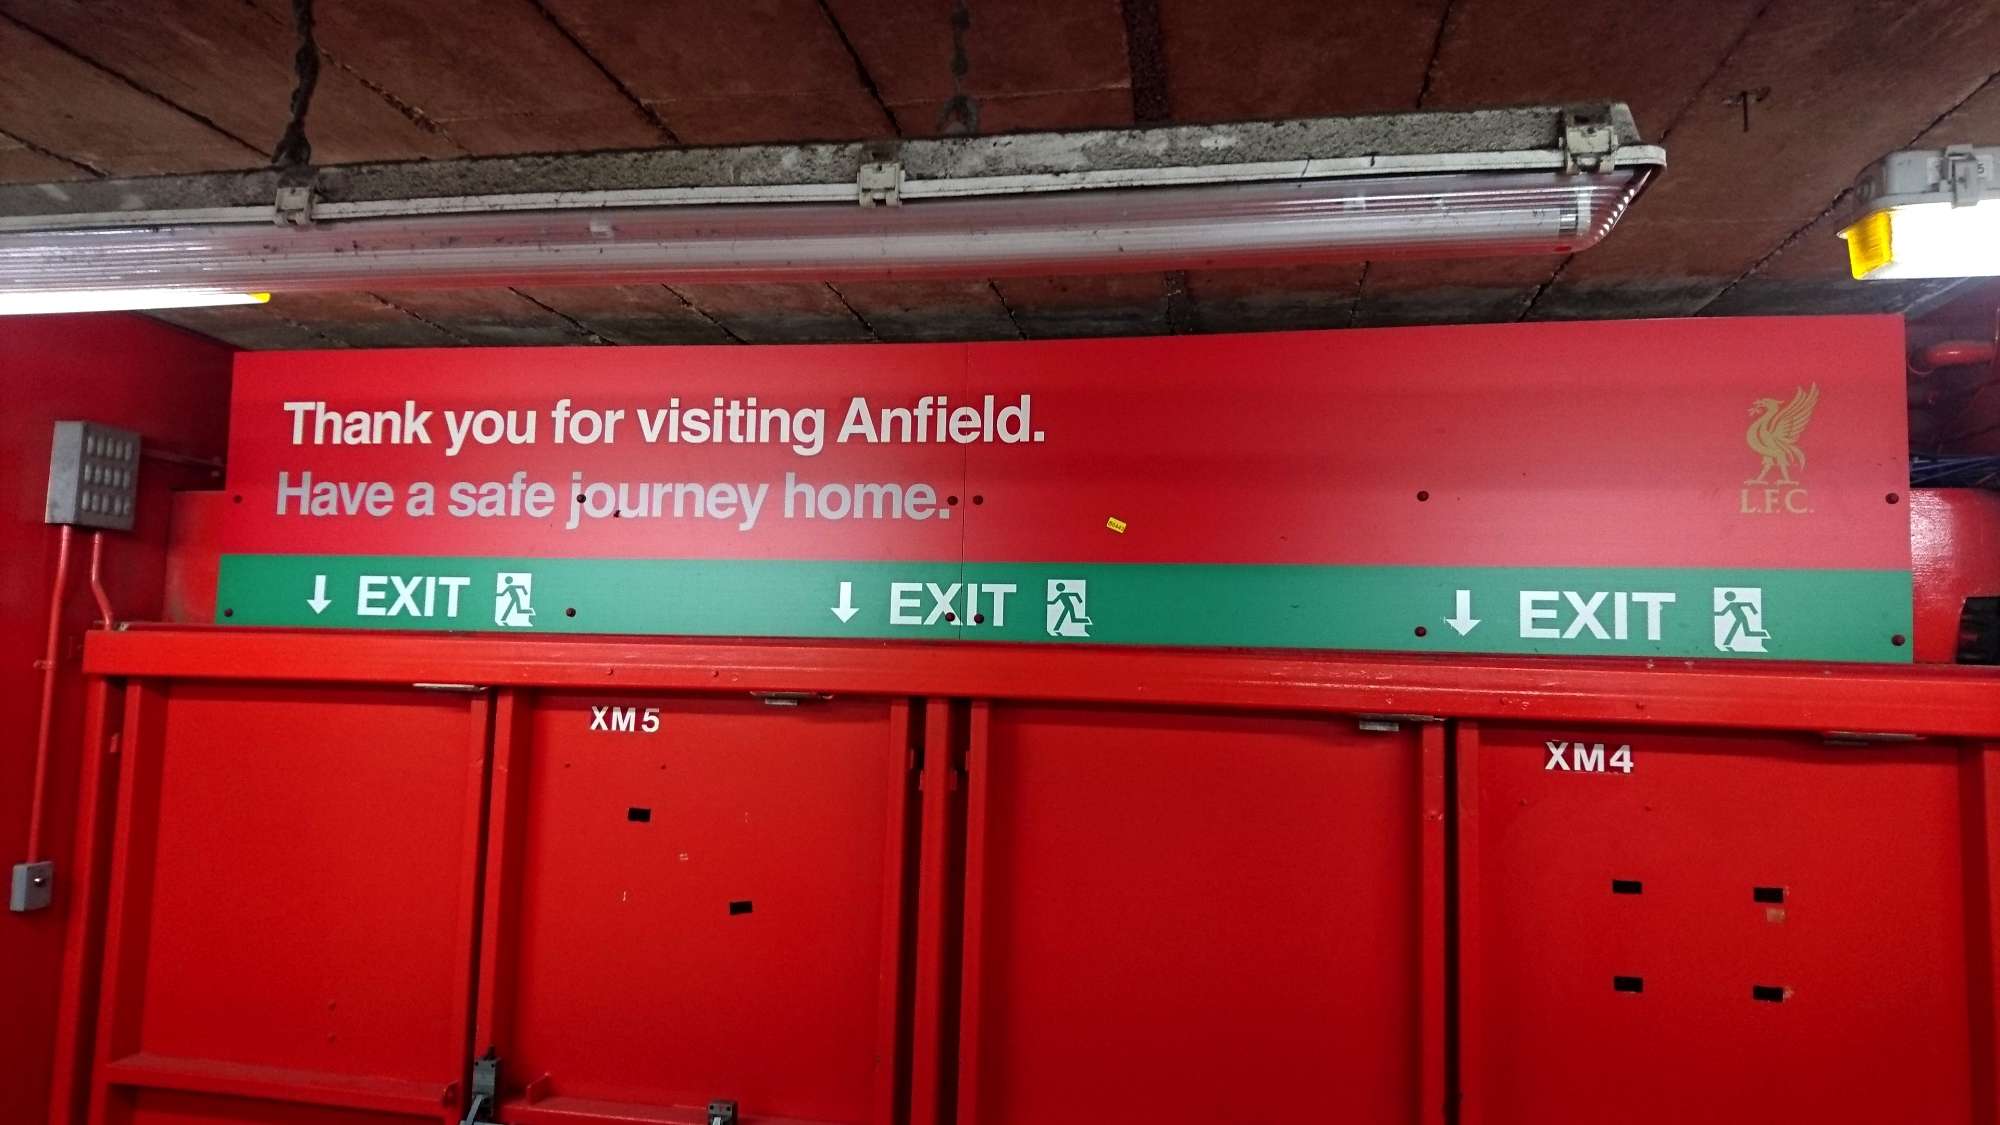 Thank you for visiting Anfield.
Have a safe journey home.
L.F.C.
↓ EXIT
↓ EXIT
↓ EXIT
XM5
XM4